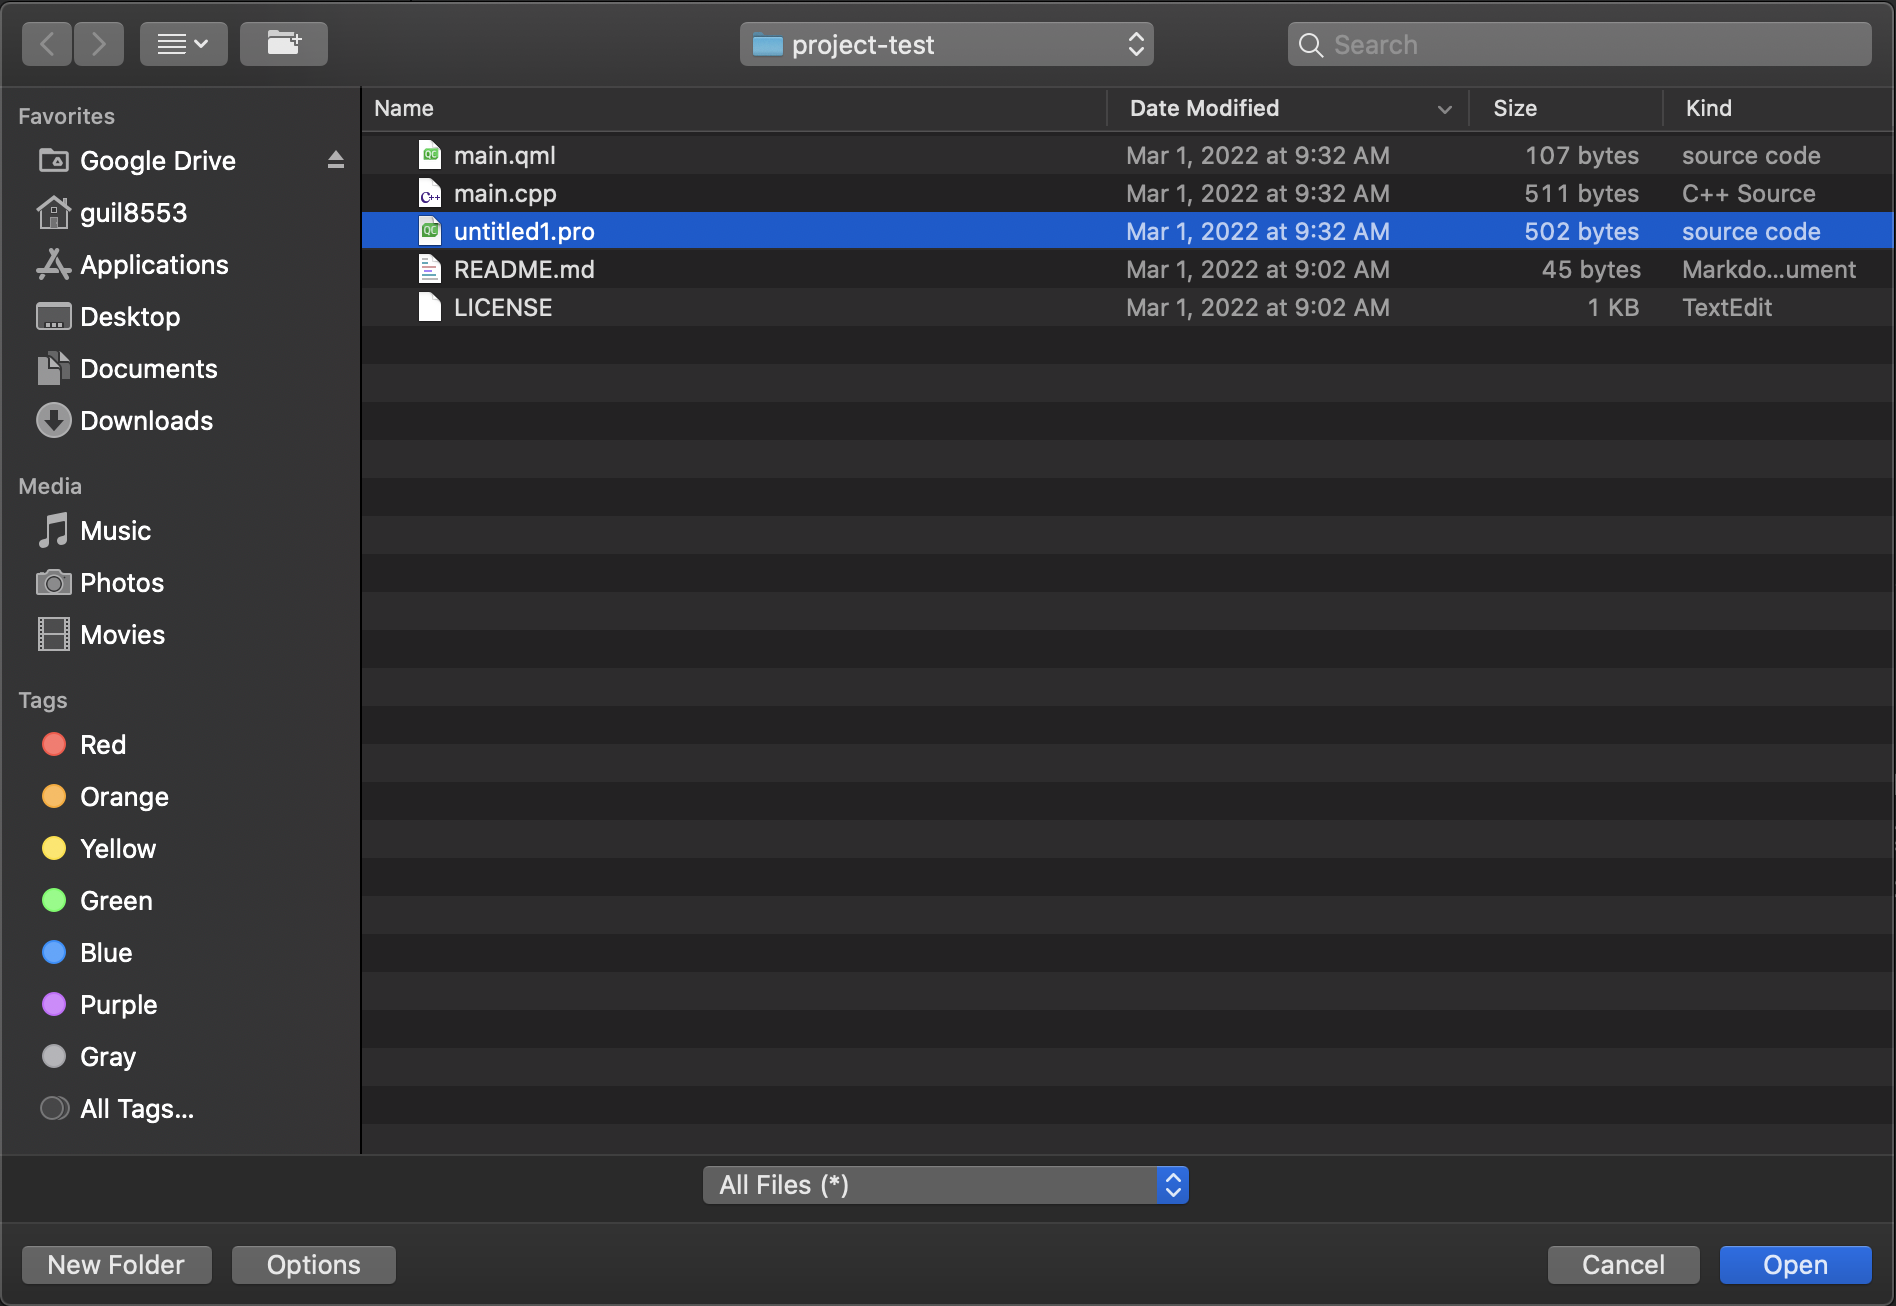 project-test
Search
Favorites
Google Drive
guil8553
Applications
Desktop
Documents
Downloads
Media
Music
Photos
Movies
Tags
Red
Orange
Yellow
Green
Blue
Purple
Gray
All Tags...
Name Date Modified Size Kind
main.qml Mar 1, 2022 at 9:32 AM 107 bytes source code
main.cpp Mar 1, 2022 at 9:32 AM 511 bytes C++ Source
untitled1.pro Mar 1, 2022 at 9:32 AM 502 bytes source code
README.md Mar 1, 2022 at 9:02 AM 45 bytes Markdo...ument
LICENSE Mar 1, 2022 at 9:02 AM 1 KB TextEdit
All Files (*)
New Folder Options Cancel Open